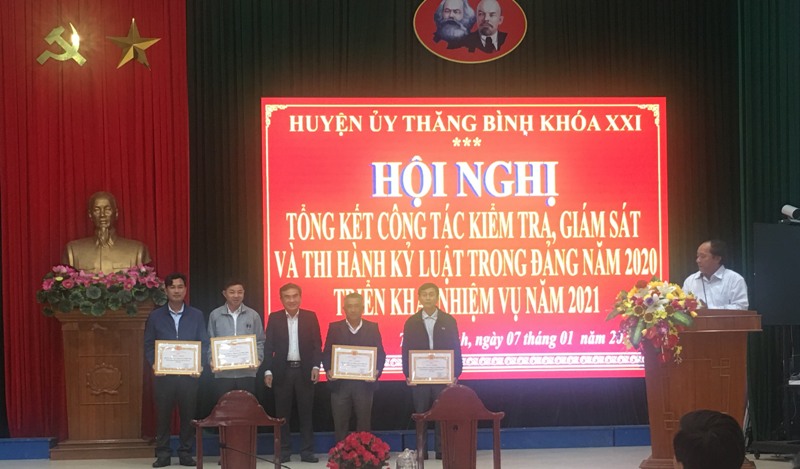 HUYỆN ỦY THĂNG BÌNH KHÓA XXI
***
HỘI NGHỊ
TỔNG KẾT CÔNG TÁC KIỂM TRA, GIÁM SÁT
VÀ THI HÀNH KỶ LUẬT TRONG ĐẢNG NĂM 2020
TRIỂN KHAI NHIỆM VỤ NĂM 2021
ngày 07 tháng 01 năm